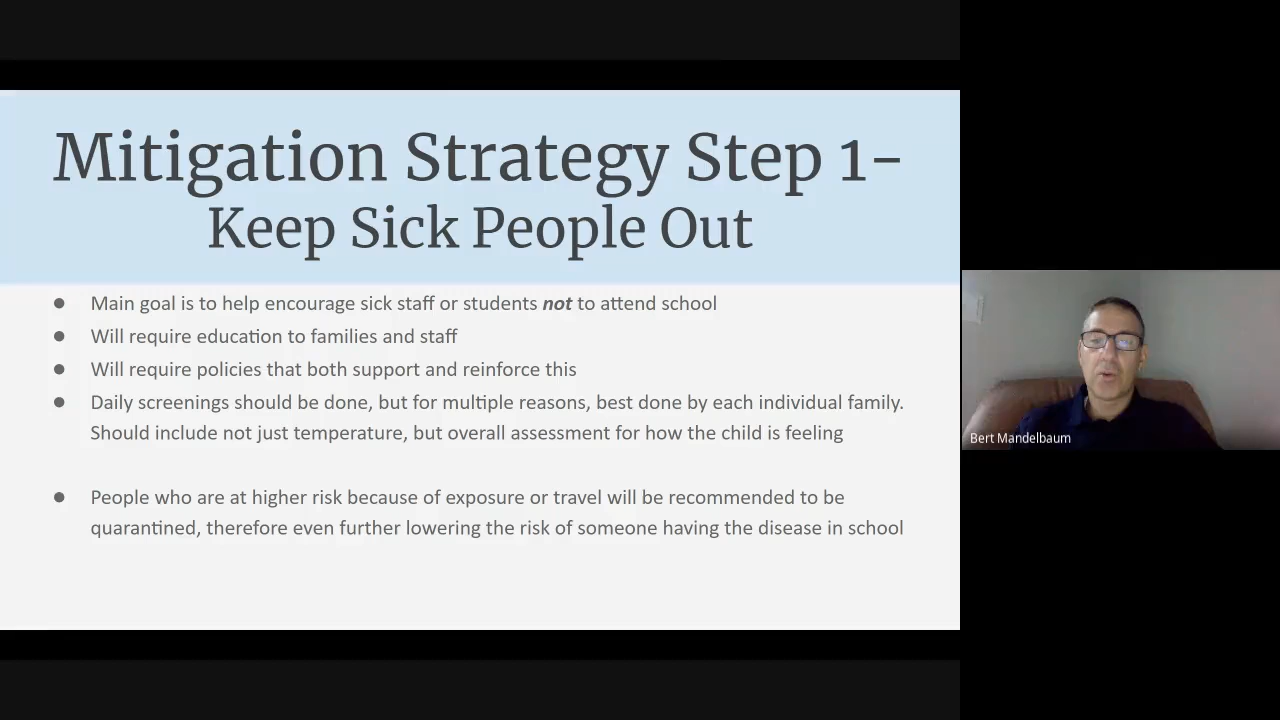 Mitigation Strategy Step 1-
Keep Sick People Out
● Main goal is to help encourage sick staff or students not to attend school
● Will require education to families and staff
● Will require policies that both support and reinforce this
● Daily screenings should be done, but for multiple reasons, best done by each individual family.
Should include not just temperature, but overall assessment for how the child is feeling
● People who are at higher risk because of exposure or travel will be recommended to be
quarantined, therefore even further lowering the risk of someone having the disease in school
Bert Mandelbaum